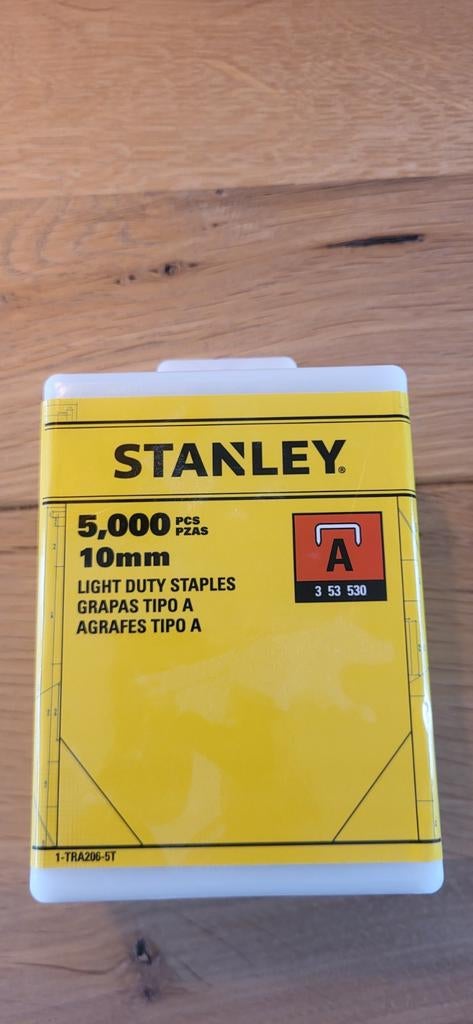 STANLEY®
5,000 PCS PZAS
10mm
LIGHT DUTY STAPLES
GRAPAS TIPO A
AGRAFES TIPO A
A
3 53 530
1-TRA206-5T